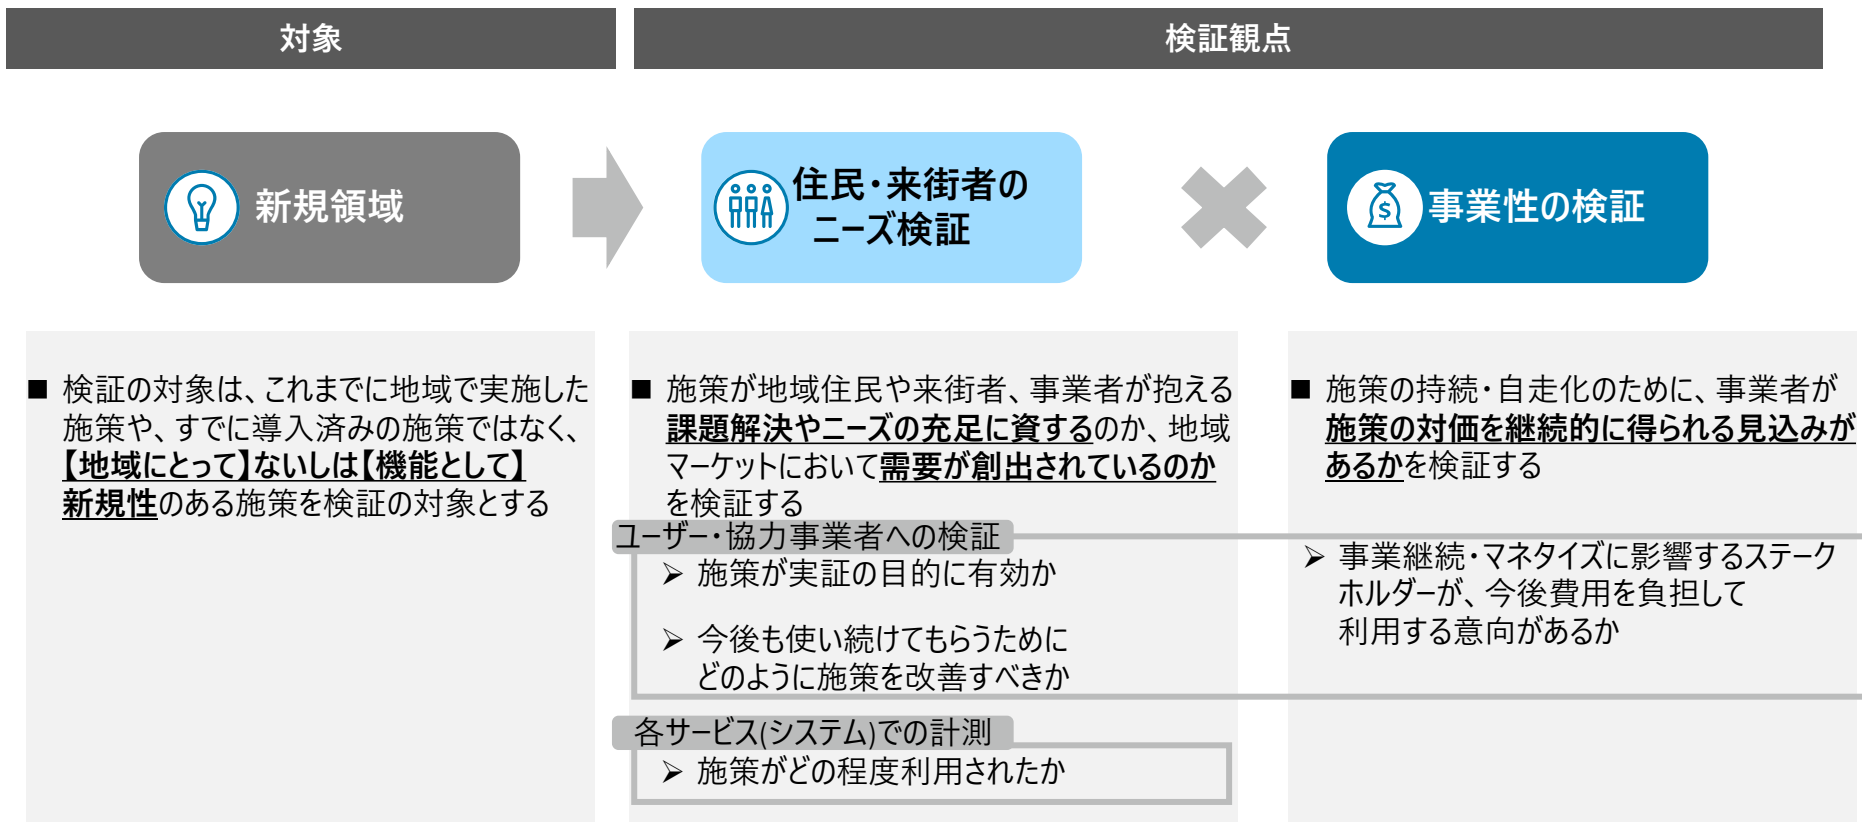 対象
検証観点
新規領域
住民・来街者の
ニーズ検証
事業性の検証
■ 検証の対象は、これまでに地域で実施した
施策や、すでに導入済みの施策ではなく、
【地域にとって】ないしは【機能として】
新規性のある施策を検証の対象とする
■ 施策が地域住民や来街者、事業者が抱える
課題解決やニーズの充足に資するのか、地域
マーケットにおいて需要が創出されているのか
を検証する
ユーザー・協力事業者への検証
➢ 施策が実証の目的に有効か
➢ 今後も使い続けてもらうために
どのように施策を改善すべきか
各サービス(システム)での計測
➢ 施策がどの程度利用されたか
■ 施策の持続・自走化のために、事業者が
施策の対価を継続的に得られる見込みが
あるかを検証する
➢ 事業継続・マネタイズに影響するステーク
ホルダーが、今後費用を負担して
利用する意向があるか